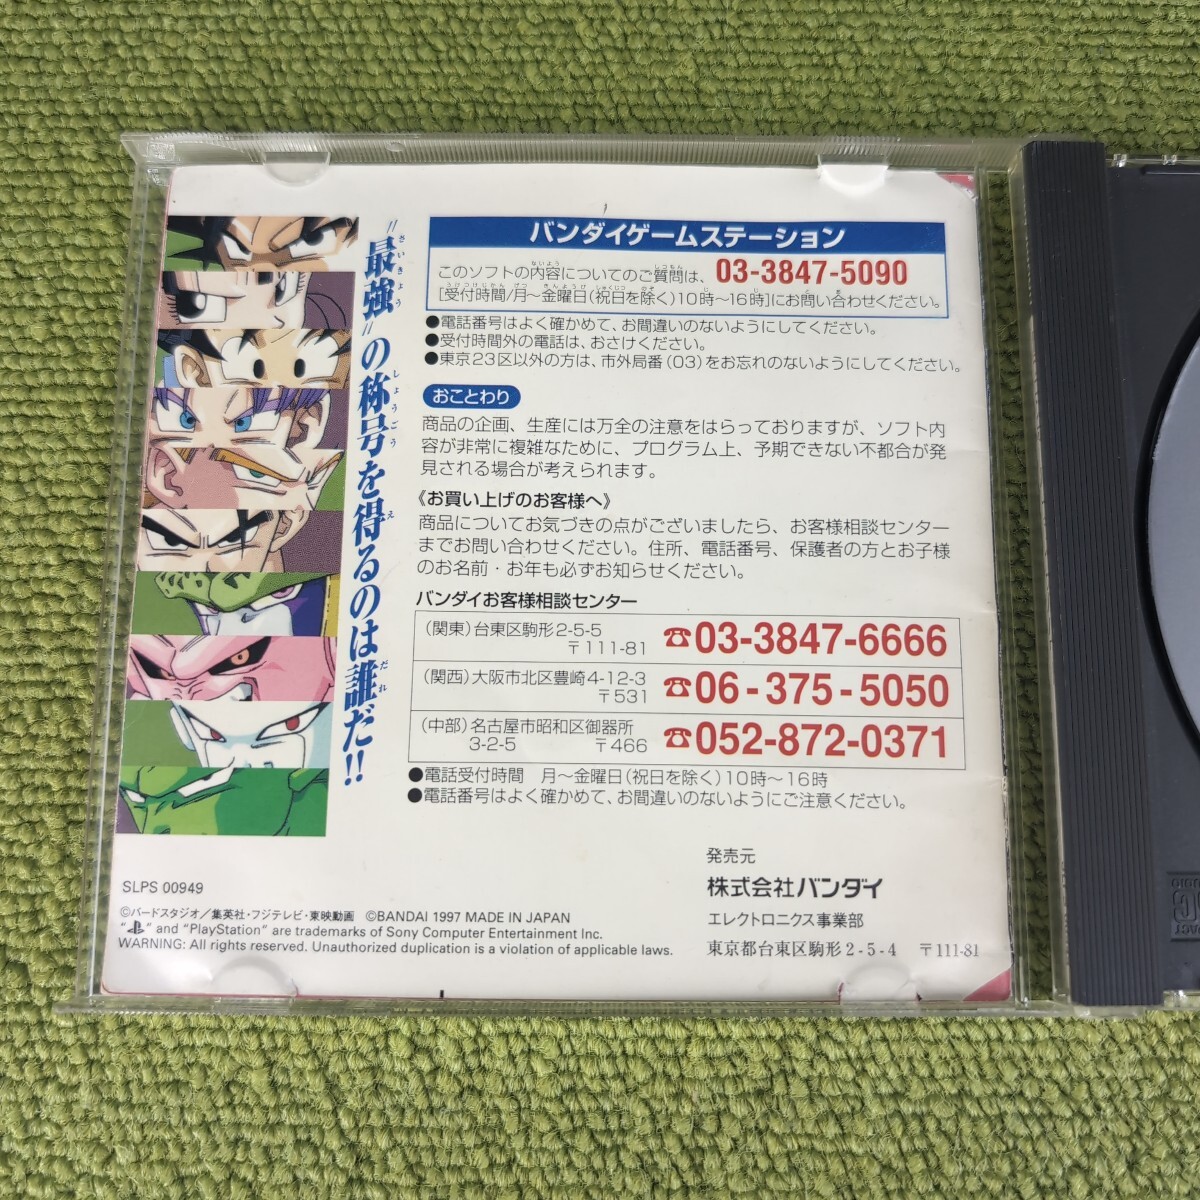 "最強"の称号を得るのは誰だ!!
さいきょう しょうごう え だれ
バンダイゲームステーション
このソフトの内容についてのご質問は、03-3847-5090
[受付時間/月〜金曜日(祝日を除く)10時〜16時]にお問い合わせください。
●電話番号はよく確かめて、お間違いのないようにしてください。
●受付時間外の電話は、おさけください。
●東京23区以外の方は、市外局番(03)をお忘れのないようにしてください。
おことわり
商品の企画、生産には万全の注意をはらっておりますが、ソフト内
容が非常に複雑なために、プログラム上、予期できない不都合が発
見される場合が考えられます。
《お買い上げのお客様へ》
商品についてお気づきの点がございましたら、お客様相談センター
までお問い合わせください。住所、電話番号、保護者の方とお子様
のお名前・お年も必ずお知らせください。
バンダイお客様相談センター
(関東)台東区駒形2-5-5
〒111-81
☎03-3847-6666
(関西)大阪市北区豊崎4-12-3
〒531
☎06-375-5050
(中部)名古屋市昭和区御器所
3-2-5 〒466
☎052-872-0371
●電話受付時間 月〜金曜日(祝日を除く)10時〜16時
●電話番号はよく確かめて、お間違いのないようにご注意ください。
発売元
株式会社バンダイ
エレクトロニクス事業部
東京都台東区駒形2-5-4 〒111-81
SLPS 00949
©バードスタジオ/集英社・フジテレビ・東映動画 ©BANDAI 1997 MADE IN JAPAN
" " and "PlayStation" are trademarks of Sony Computer Entertainment Inc.
WARNING: All rights reserved. Unauthorized duplication is a violation of applicable laws.